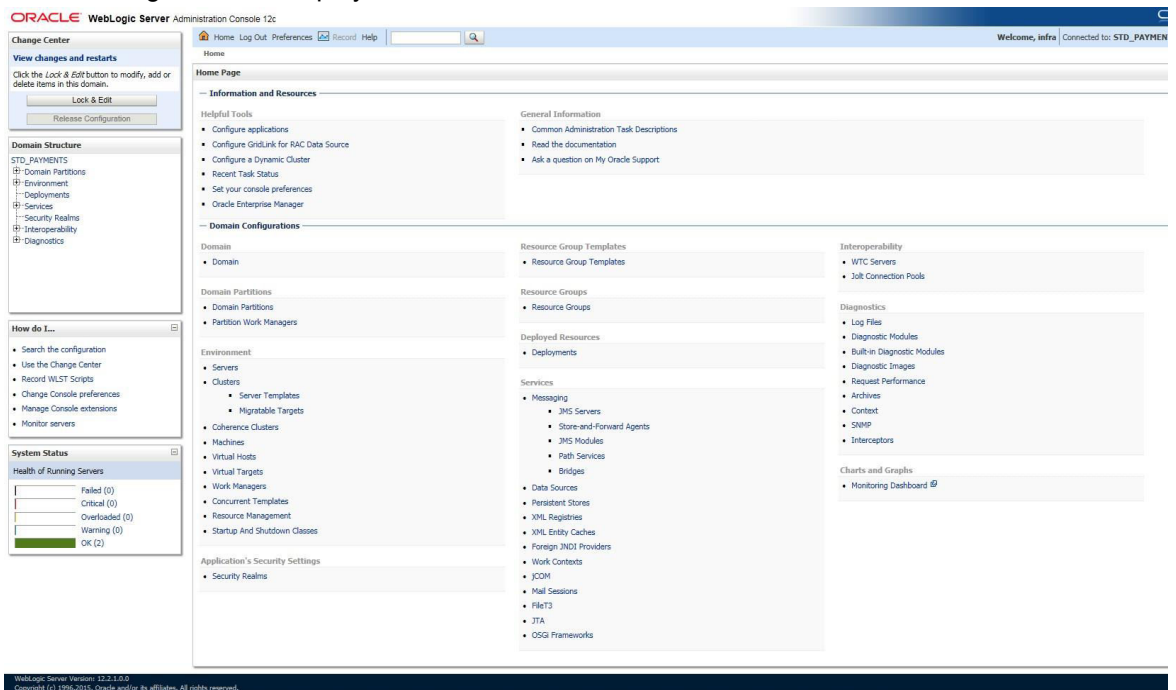 ORACLE WebLogic Server Administration Console 12c
Change Center
View changes and restarts
Click the Lock & Edit button to modify, add or
delete items in this domain.
Lock & Edit
Release Configuration
Domain Structure
STD_PAYMENTS
Domain Partitions
Environment
Deployments
Services
Security Realms
Interoperability
Diagnostics
How do I...
Search the configuration
Use the Change Center
Record WLST Scripts
Change Console preferences
Manage Console extensions
Monitor servers
System Status
Health of Running Servers
Failed (0)
Critical (0)
Overloaded (0)
Warning (0)
OK (2)
Home Log Out Preferences Record Help
Welcome, infra Connected to: STD_PAYMEN
Home
Home Page
Information and Resources
Helpful Tools
Configure applications
Configure GridLink for RAC Data Source
Configure a Dynamic Cluster
Recent Task Status
Set your console preferences
Oracle Enterprise Manager
General Information
Common Administration Task Descriptions
Read the documentation
Ask a question on My Oracle Support
Domain Configurations
Domain
Domain
Domain Partitions
Domain Partitions
Partition Work Managers
Environment
Servers
Clusters
Server Templates
Migratable Targets
Coherence Clusters
Machines
Virtual Hosts
Virtual Targets
Work Managers
Concurrent Templates
Resource Management
Startup And Shutdown Classes
Application's Security Settings
Security Realms
Resource Group Templates
Resource Group Templates
Resource Groups
Resource Groups
Deployed Resources
Deployments
Services
Messaging
JMS Servers
Store-and-Forward Agents
JMS Modules
Path Services
Bridges
Data Sources
Persistent Stores
XML Registries
XML Entity Caches
Foreign JNDI Providers
Work Contexts
jCOM
Mail Sessions
FileT3
JTA
OSGi Frameworks
Interoperability
WTC Servers
Jolt Connection Pools
Diagnostics
Log Files
Diagnostic Modules
Built-in Diagnostic Modules
Diagnostic Images
Request Performance
Archives
Context
SNMP
Interceptors
Charts and Graphs
Monitoring Dashboard
WebLogic Server Version: 12.2.1.0.0
Copyright (c) 1996,2015, Oracle and/or its affiliates. All rights reserved.